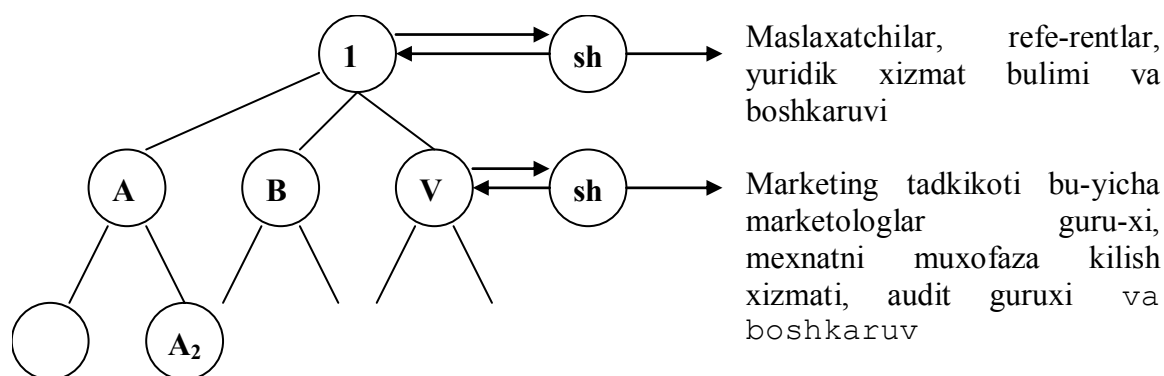 1
sh
Maslaxatchilar, refe-rentlar,
yuridik xizmat bulimi va
boshkaruvi
A
B
V
sh
Marketing tadkikoti bu-yicha
marketologlar guru-xi,
mexnatni muxofaza kilish
xizmati, audit guruxi va
boshkaruv
A₂